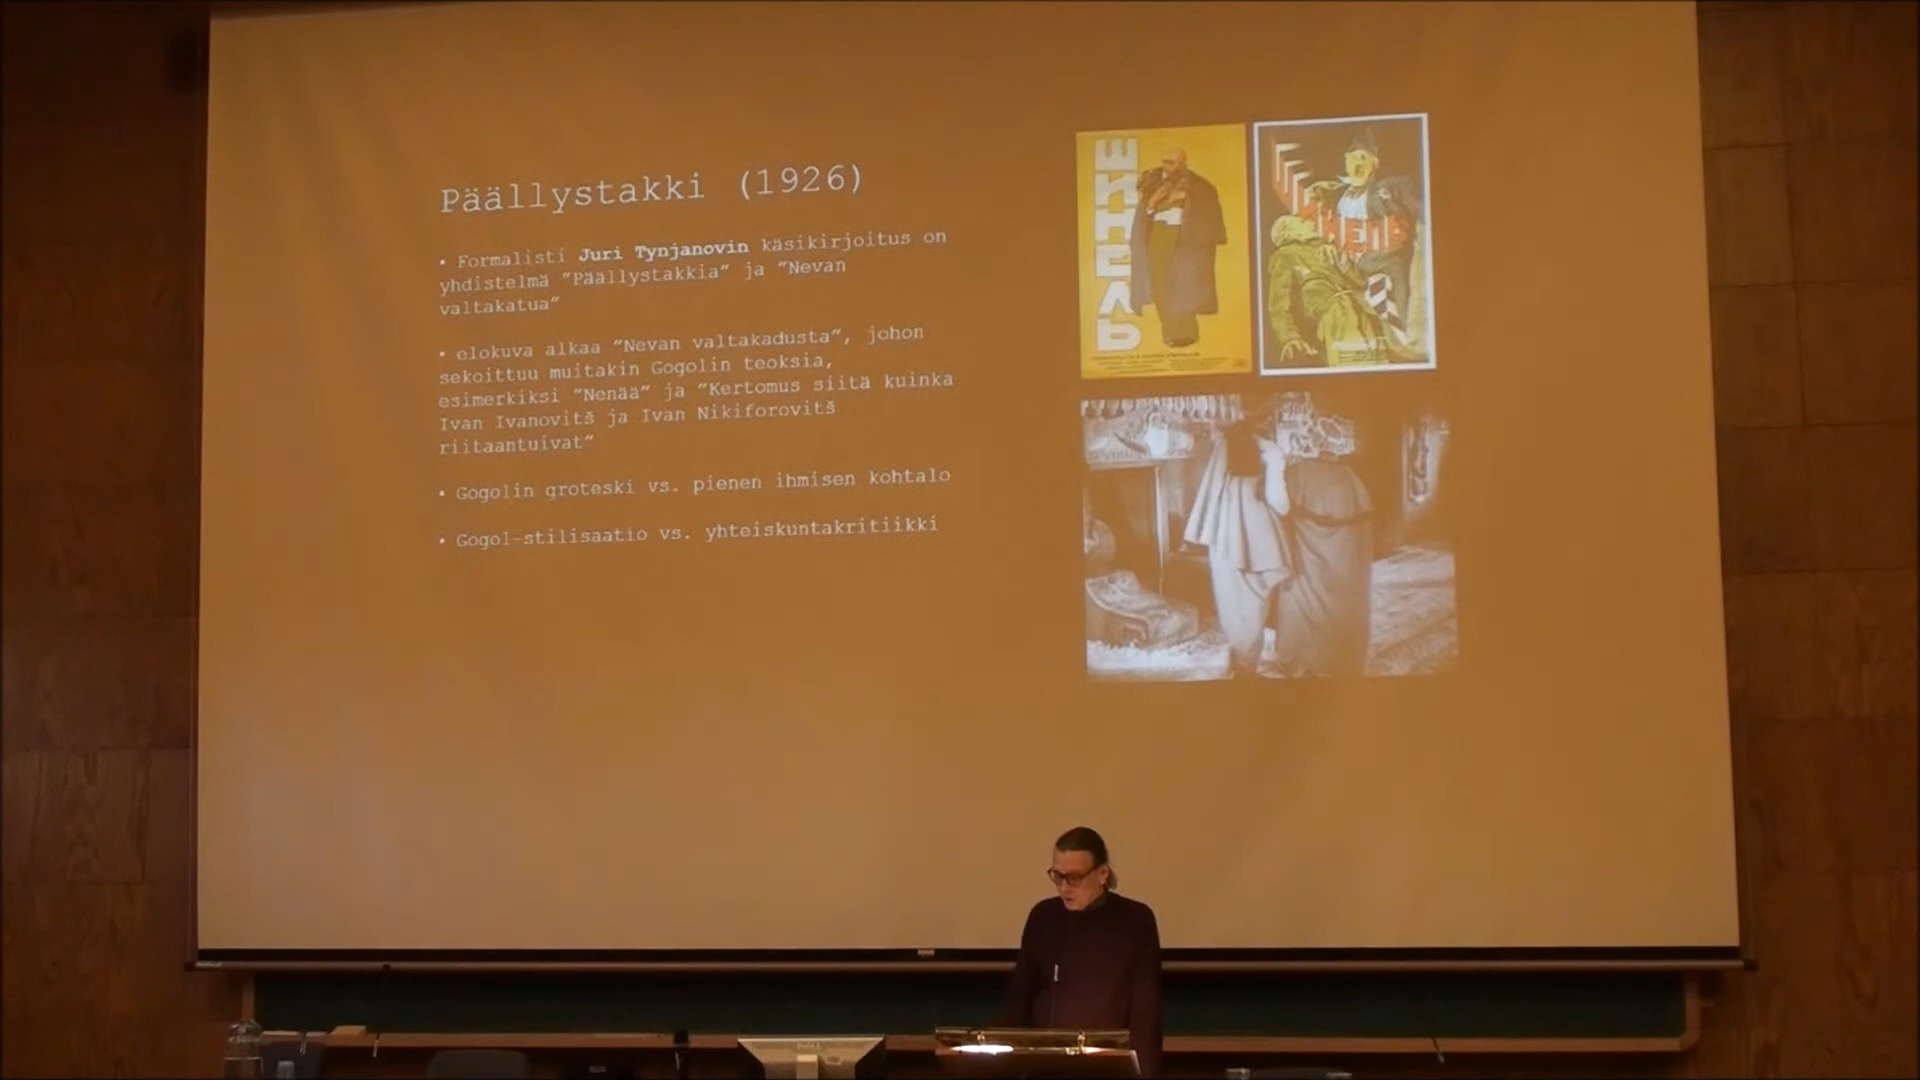 Päällystakki (1926)
• Formalisti Juri Tynjanovin käsikirjoitus on
yhdistelmä "Päällystakkia" ja "Nevan
valtakatua"
• elokuva alkaa "Nevan valtakadusta", johon
sekoittuu muitakin Gogolin teoksia,
esimerkiksi "Nenää" ja "Kertomus siitä kuinka
Ivan Ivanovitš ja Ivan Nikiforovitš
riitaantuivat"
• Gogolin groteski vs. pienen ihmisen kohtalo
• Gogol-stilisaatio vs. yhteiskuntakritiikki
ШИНЕЛЬ